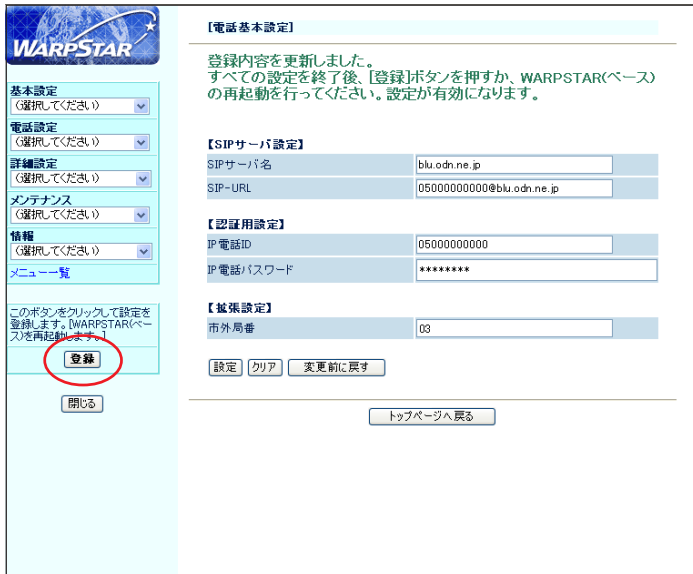 WARPSTAR
基本設定
(選択してください)
電話設定
(選択してください)
詳細設定
(選択してください)
メンテナンス
(選択してください)
情報
(選択してください)
メニュー一覧
このボタンをクリックして設定を
登録します。[WARPSTAR(ベー
ス)を再起動します。]
登録
閉じる
[電話基本設定]
登録内容を更新しました。
すべての設定を終了後、[登録]ボタンを押すか、WARPSTAR(ベース)
の再起動を行ってください。設定が有効になります。
【SIPサーバ設定】
SIPサーバ名 blu.odn.ne.jp
SIP-URL 05000000000@blu.odn.ne.jp
【認証用設定】
IP電話ID 05000000000
IP電話パスワード ********
【拡張設定】
市外局番 03
設定 クリア 変更前に戻す
トップページへ戻る